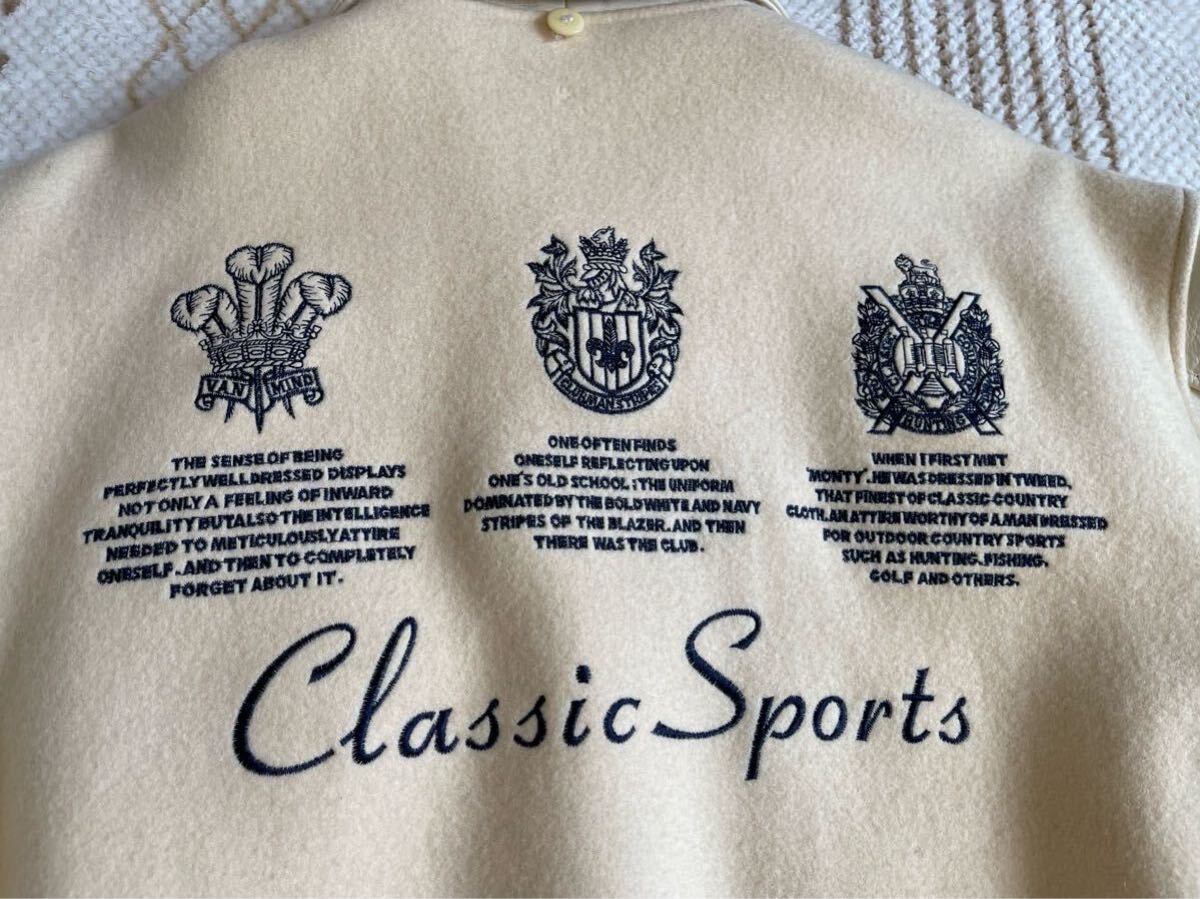 VAN MIND
THE SENSE OF BEING
PERFECTLY WELL DRESSED DISPLAYS
NOT ONLY A FEELING OF INWARD
TRANQUILITY BUT ALSO THE INTELLIGENCE
NEEDED TO METICULOUSLY ATTIRE
ONESELF. AND THEN TO COMPLETELY
FORGET ABOUT IT.
ONE OFTEN FINDS
ONESELF REFLECTING UPON
ONE'S OLD SCHOOL: THE UNIFORM
DOMINATED BY THE BOLD WHITE AND NAVY
STRIPES OF THE BLAZER. AND THEN
THERE WAS THE CLUB.
HUNTING
WHEN I FIRST MET
'MONTY'. HE WAS DRESSED IN TWEED.
THAT FINEST OF CLASSIC COUNTRY
CLOTH. AN ATTIRE WORTHY OF A MAN DRESSED
FOR OUTDOOR COUNTRY SPORTS
SUCH AS HUNTING. FISHING.
GOLF AND OTHERS.
Classic Sports